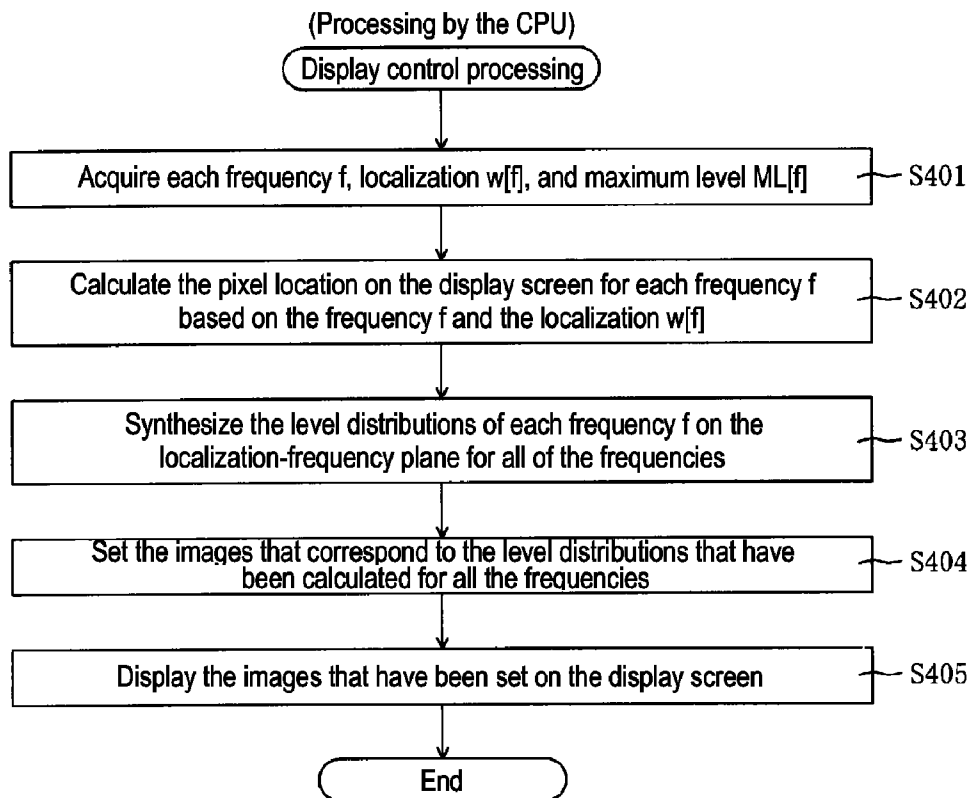 (Processing by the CPU)
Display control processing
Acquire each frequency f, localization w[f], and maximum level ML[f]
S401
Calculate the pixel location on the display screen for each frequency f
based on the frequency f and the localization w[f]
S402
Synthesize the level distributions of each frequency f on the
localization-frequency plane for all of the frequencies
S403
Set the images that correspond to the level distributions that have
been calculated for all the frequencies
S404
Display the images that have been set on the display screen
S405
End